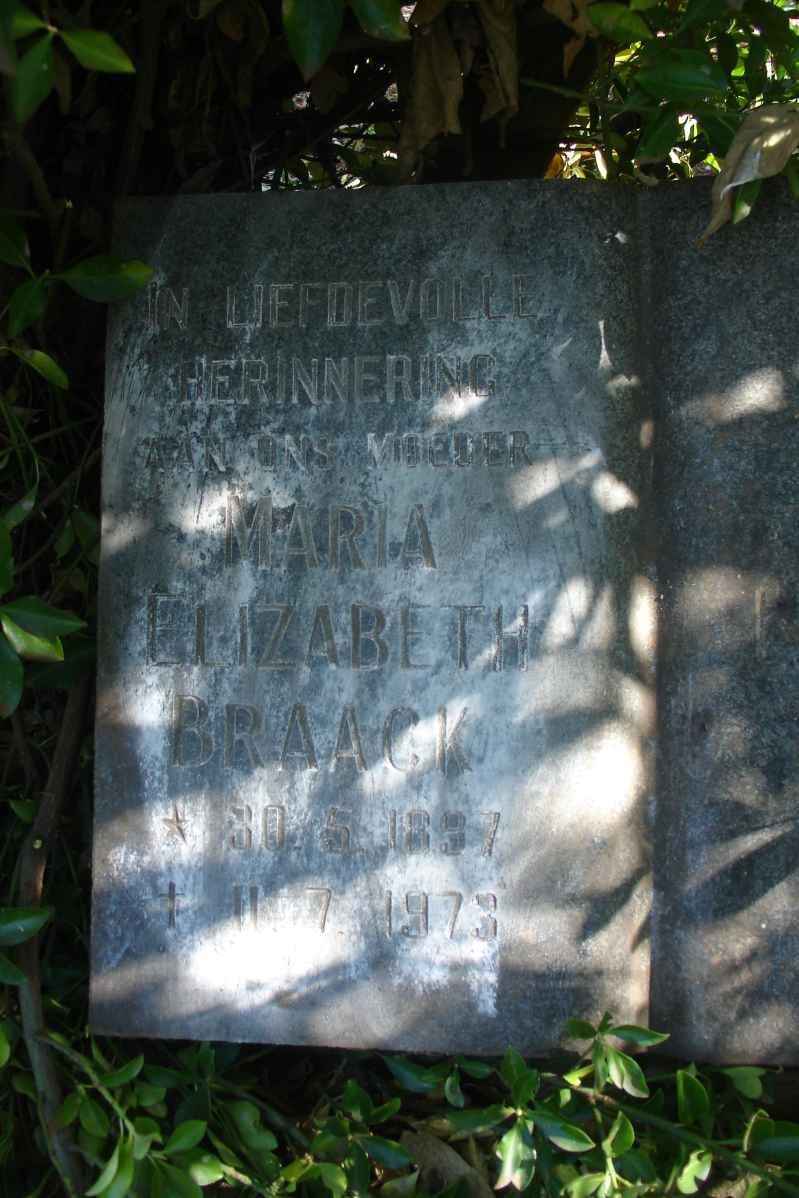 IN LIEFDEVOLLE
HERINNERING
AAN ONS MOEDER
MARIA
ELIZABETH
BRAACK
* 30.5.1897
† 11.7.1973